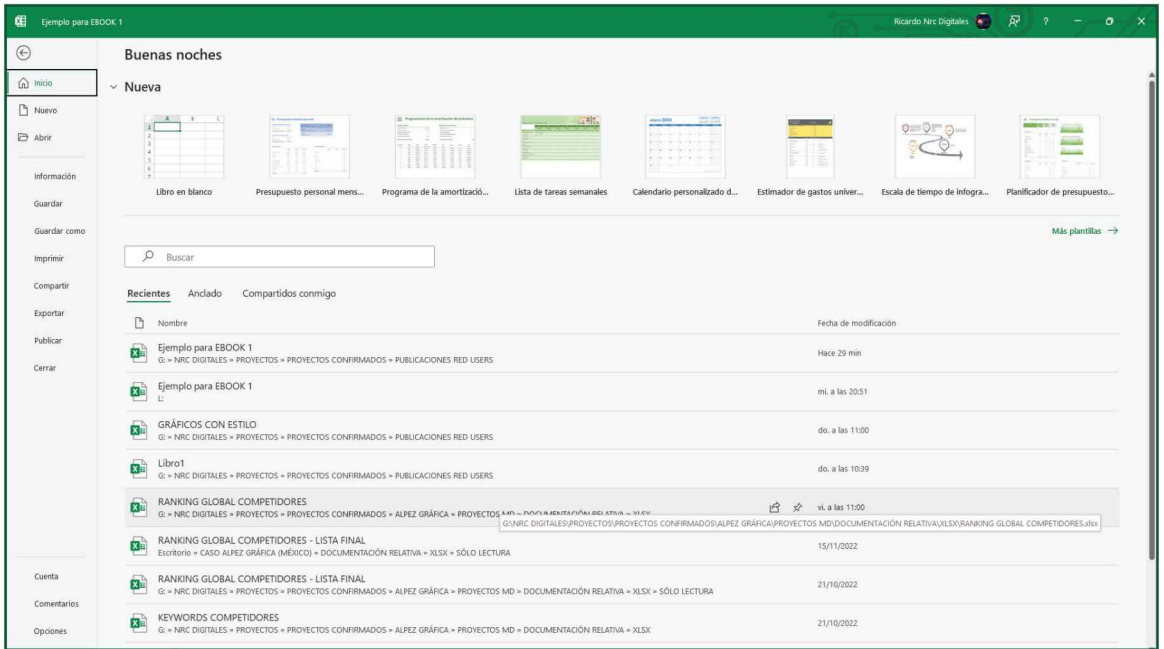 Ejemplo para EBOOK 1
Ricardo Nrc Digitales
?
Buenas noches
Inicio
Nuevo
Abrir
Información
Guardar
Guardar como
Imprimir
Compartir
Exportar
Publicar
Cerrar
Cuenta
Comentarios
Opciones
Nueva
Libro en blanco
Presupuesto personal mens...
Programa de la amortizació...
Lista de tareas semanales
Calendario personalizado d...
Estimador de gastos univer...
Escala de tiempo de infogra...
Planificador de presupuesto...
Más plantillas
Buscar
Recientes Anclado Compartidos conmigo
Nombre Fecha de modificación
Ejemplo para EBOOK 1
G: » NRC DIGITALES » PROYECTOS » PROYECTOS CONFIRMADOS » PUBLICACIONES RED USERS
Hace 29 min
Ejemplo para EBOOK 1
L:
mi. a las 20:51
GRÁFICOS CON ESTILO
G: » NRC DIGITALES » PROYECTOS » PROYECTOS CONFIRMADOS » PUBLICACIONES RED USERS
do. a las 11:00
Libro1
G: » NRC DIGITALES » PROYECTOS » PROYECTOS CONFIRMADOS » PUBLICACIONES RED USERS
do. a las 10:39
RANKING GLOBAL COMPETIDORES
G: » NRC DIGITALES » PROYECTOS » PROYECTOS CONFIRMADOS » ALPEZ GRÁFICA » PROYECTOS MD » DOCUMENTACIÓN RELATIVA » XLSX
vi. a las 11:00
G:\NRC DIGITALES\PROYECTOS\PROYECTOS CONFIRMADOS\ALPEZ GRÁFICA\PROYECTOS MD\DOCUMENTACIÓN RELATIVA\XLSX\RANKING GLOBAL COMPETIDORES.xlsx
RANKING GLOBAL COMPETIDORES - LISTA FINAL
Escritorio » CASO ALPEZ GRÁFICA (MÉXICO) » DOCUMENTACIÓN RELATIVA » XLSX » SÓLO LECTURA
15/11/2022
RANKING GLOBAL COMPETIDORES - LISTA FINAL
G: » NRC DIGITALES » PROYECTOS » PROYECTOS CONFIRMADOS » ALPEZ GRÁFICA » PROYECTOS MD » DOCUMENTACIÓN RELATIVA » XLSX » SÓLO LECTURA
21/10/2022
KEYWORDS COMPETIDORES
G: » NRC DIGITALES » PROYECTOS » PROYECTOS CONFIRMADOS » ALPEZ GRÁFICA » PROYECTOS MD » DOCUMENTACIÓN RELATIVA » XLSX
21/10/2022